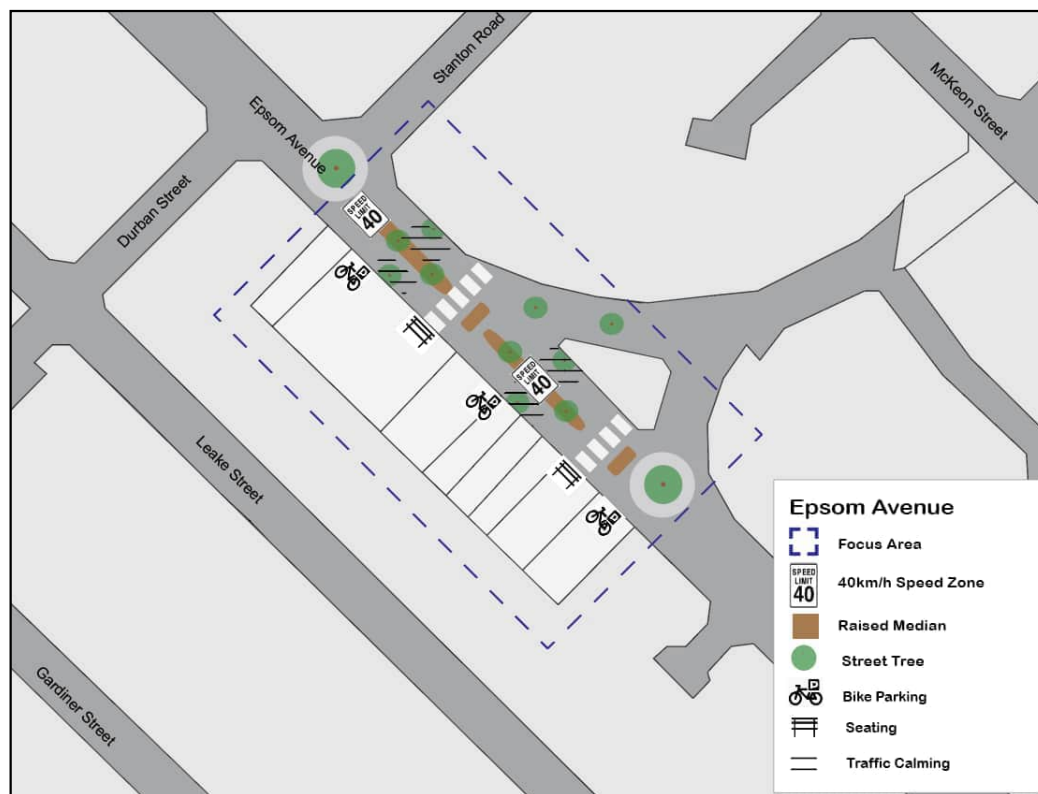 Stanton Road
McKeon Street
Epsom Avenue
Durban Street
SPEED
LIMIT
40
SPEED
LIMIT
40
Leake Street
Gardiner Street
Epsom Avenue
Focus Area
SPEED
LIMIT
40
40km/h Speed Zone
Raised Median
Street Tree
Bike Parking
Seating
Traffic Calming